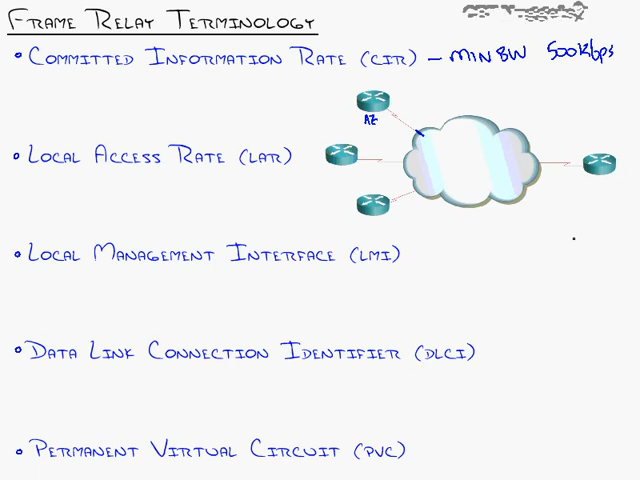 FRAME RELAY TERMINOLOGY
• COMMITTED INFORMATION RATE (CIR) – MIN BW 500Kbps
AZ
• LOCAL ACCESS RATE (LAR)
• LOCAL MANAGEMENT INTERFACE (LMI)
• DATA LINK CONNECTION IDENTIFIER (DLCI)
• PERMANENT VIRTUAL CIRCUIT (PVC)